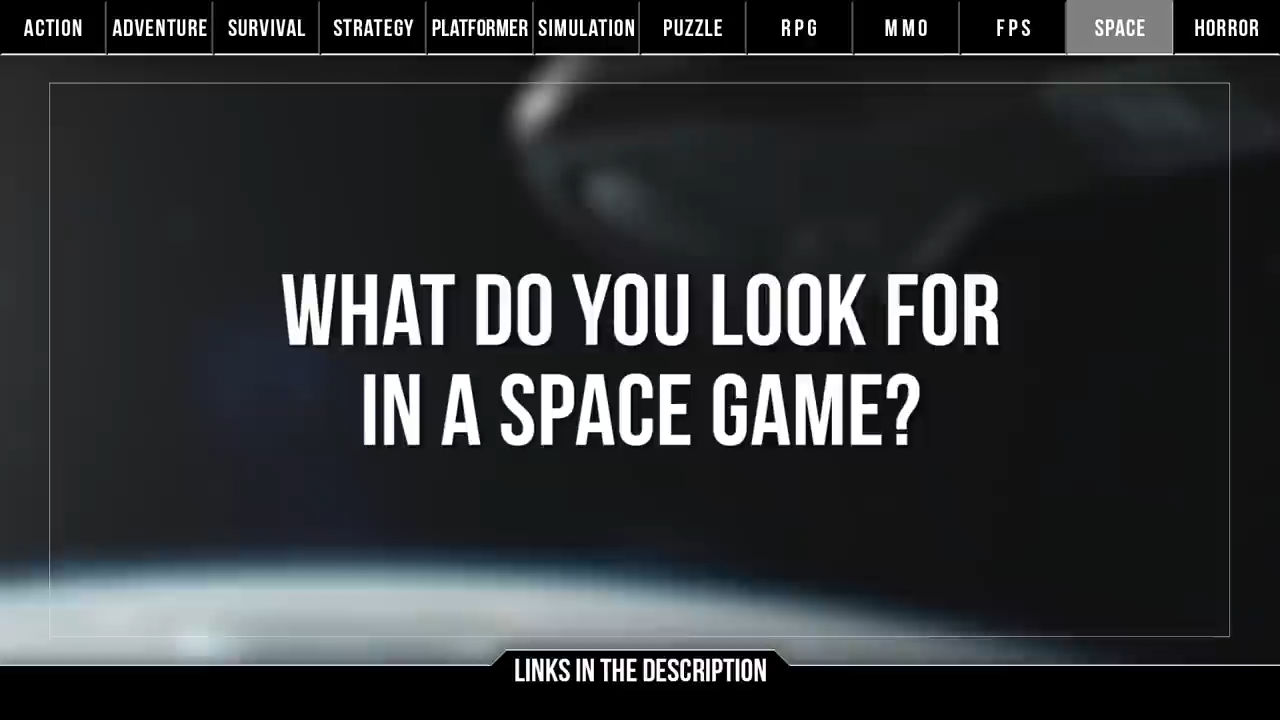 ACTION ADVENTURE SURVIVAL STRATEGY PLATFORMER SIMULATION PUZZLE RPG MMO FPS SPACE HORROR
WHAT DO YOU LOOK FOR
IN A SPACE GAME?
LINKS IN THE DESCRIPTION